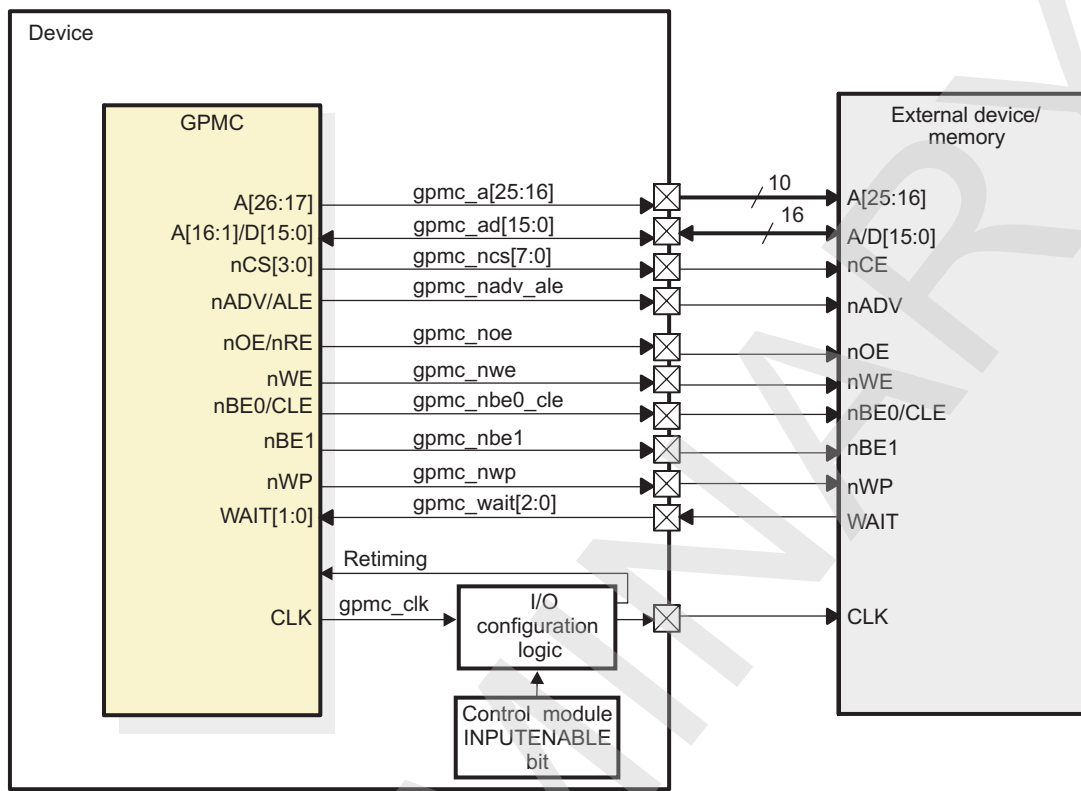 Device
GPMC
External device/
memory
A[26:17]
gpmc_a[25:16]
10
A[25:16]
A[16:1]/D[15:0]
gpmc_ad[15:0]
16
A/D[15:0]
nCS[3:0]
gpmc_ncs[7:0]
nCE
nADV/ALE
gpmc_nadv_ale
nADV
nOE/nRE
gpmc_noe
nOE
nWE
gpmc_nwe
nWE
nBE0/CLE
gpmc_nbe0_cle
nBE0/CLE
nBE1
gpmc_nbe1
nBE1
nWP
gpmc_nwp
nWP
WAIT[1:0]
gpmc_wait[2:0]
WAIT
Retiming
CLK
gpmc_clk
I/O
configuration
logic
CLK
Control module
INPUTENABLE
bit
MINARY